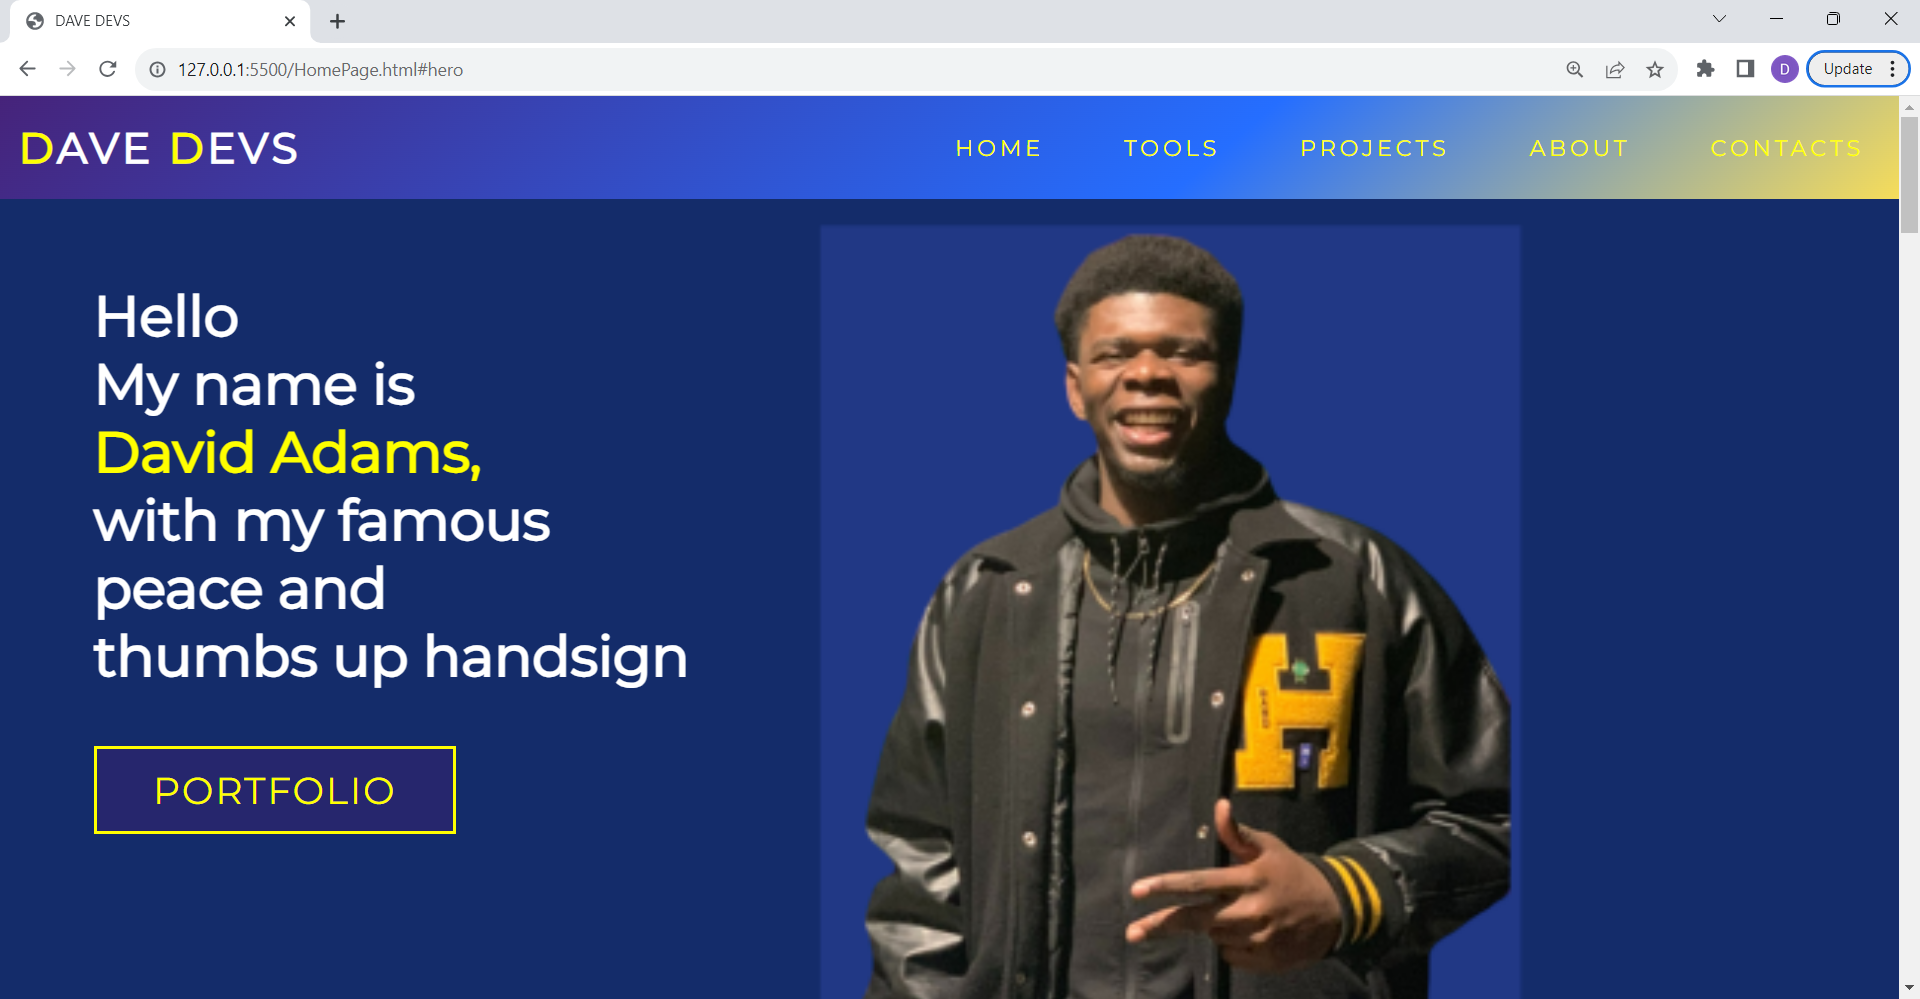 DAVE DEVS
127.0.0.1:5500/HomePage.html#hero
D
Update
DAVE DEVS
HOME
TOOLS
PROJECTS
ABOUT
CONTACTS
Hello
My name is
David Adams,
with my famous
peace and
thumbs up handsign
PORTFOLIO
H